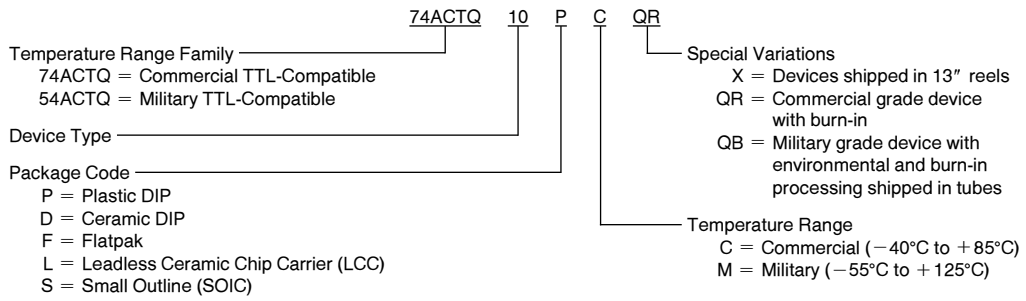 74ACTQ 10 P C QR
Temperature Range Family
74ACTQ = Commercial TTL-Compatible
54ACTQ = Military TTL-Compatible
Device Type
Package Code
P = Plastic DIP
D = Ceramic DIP
F = Flatpak
L = Leadless Ceramic Chip Carrier (LCC)
S = Small Outline (SOIC)
Special Variations
X = Devices shipped in 13″ reels
QR = Commercial grade device
with burn-in
QB = Military grade device with
environmental and burn-in
processing shipped in tubes
Temperature Range
C = Commercial (−40°C to +85°C)
M = Military (−55°C to +125°C)